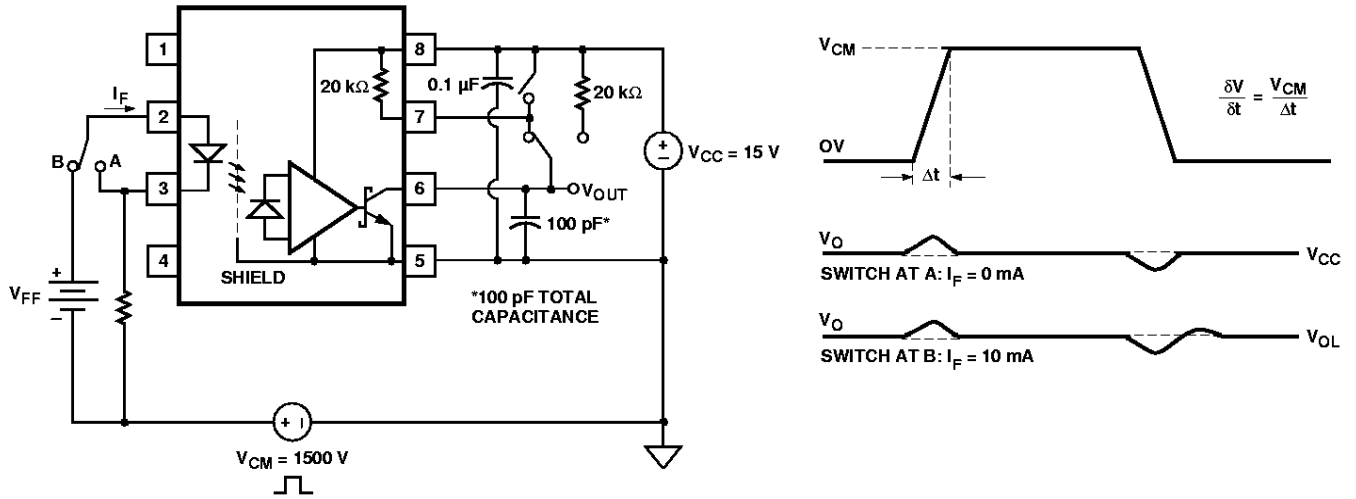 1
2
3
4
8
7
6
5
I_F
B
A
V_FF
+
–
SHIELD
20 kΩ
0.1 µF
20 kΩ
V_OUT
100 pF*
+
–
V_CC = 15 V
*100 pF TOTAL
CAPACITANCE
+ I
V_CM = 1500 V
V_CM
OV
Δt
δV/δt = V_CM/Δt
V_O
V_CC
SWITCH AT A: I_F = 0 mA
V_O
V_OL
SWITCH AT B: I_F = 10 mA